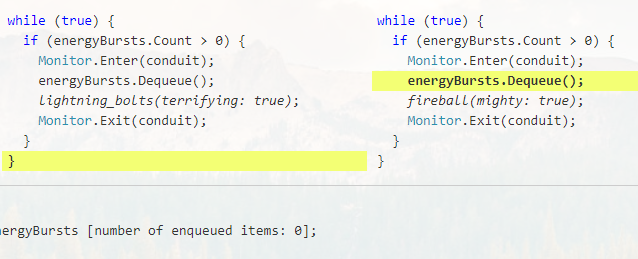 while (true) {
if (energyBursts.Count > 0) {
Monitor.Enter(conduit);
energyBursts.Dequeue();
lightning_bolts(terrifying: true);
Monitor.Exit(conduit);
}
}
while (true) {
if (energyBursts.Count > 0) {
Monitor.Enter(conduit);
energyBursts.Dequeue();
fireball(mighty: true);
Monitor.Exit(conduit);
}
}
nergyBursts [number of enqueued items: 0];